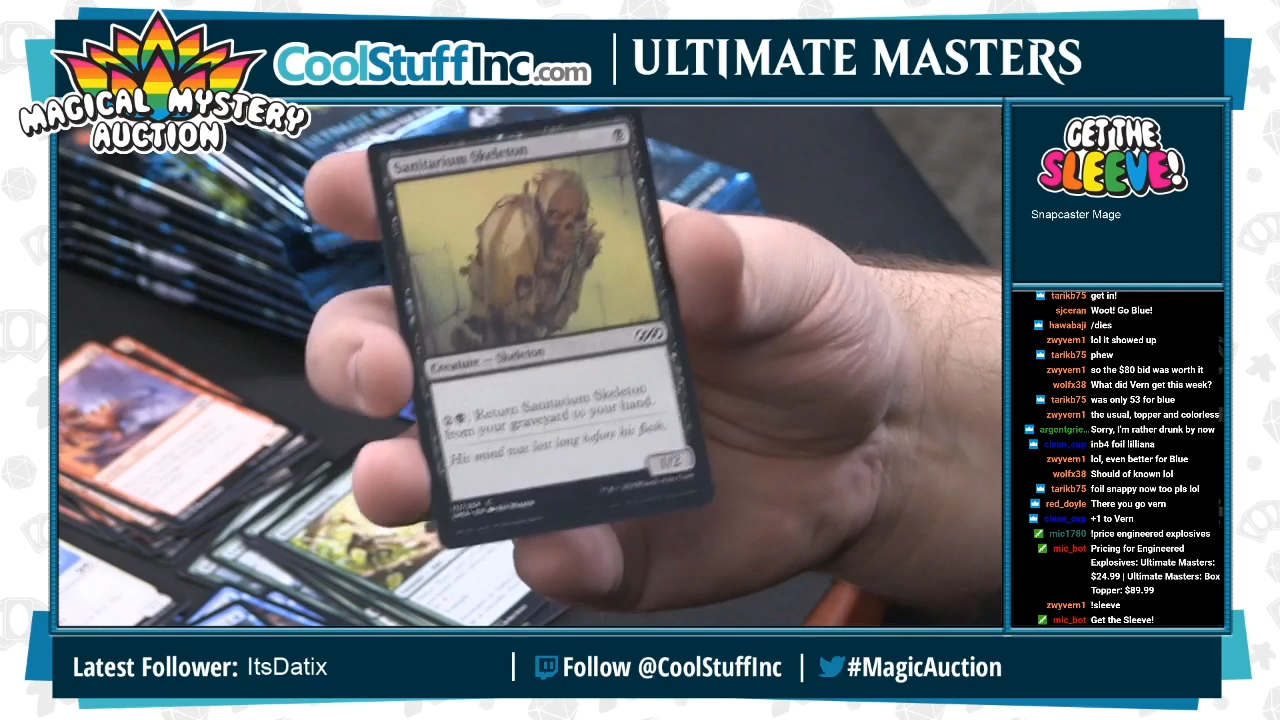 MAGICAL MYSTERY
AUCTION
CoolStuffInc.com
ULTIMATE MASTERS
Sanitarium Skeleton
Creature — Skeleton
2 : Return Sanitarium Skeleton
from your graveyard to your hand.
His mind was lost long before his flesh.
1/2
GET THE
SLEEVE!
Snapcaster Mage
tarikb75 get in!
sjceran Woot! Go Blue!
hawabaji /dies
zwyvern1 lol it showed up
tarikb75 phew
zwyvern1 so the $80 bid was worth it
wolfx38 What did Vern get this week?
tarikb75 was only 53 for blue
zwyvern1 the usual, topper and colorless
argentgrie... Sorry, I'm rather drunk by now
clean_cup inb4 foil lilliana
zwyvern1 lol, even better for Blue
wolfx38 Should of known lol
tarikb75 foil snappy now too pls lol
red_doyle There you go vern
clean_cup +1 to Vern
mic1780 !price engineered explosives
mic_bot Pricing for Engineered
Explosives: Ultimate Masters:
$24.99 | Ultimate Masters: Box
Topper: $89.99
zwyvern1 !sleeve
mic_bot Get the Sleeve!
Latest Follower: ItsDatix
Follow @CoolStuffInc
#MagicAuction